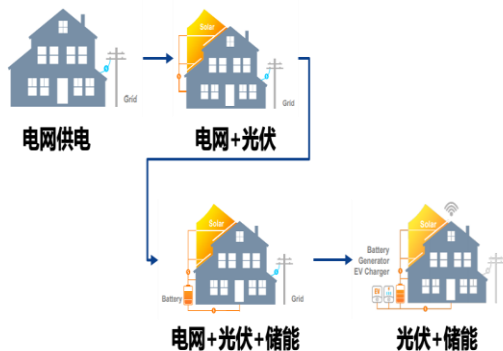 Grid
电网供电
Solar
Grid
电网+光伏
Solar
Battery
Grid
电网+光伏+储能
Solar
Battery
Generator
EV Charger
光伏+储能